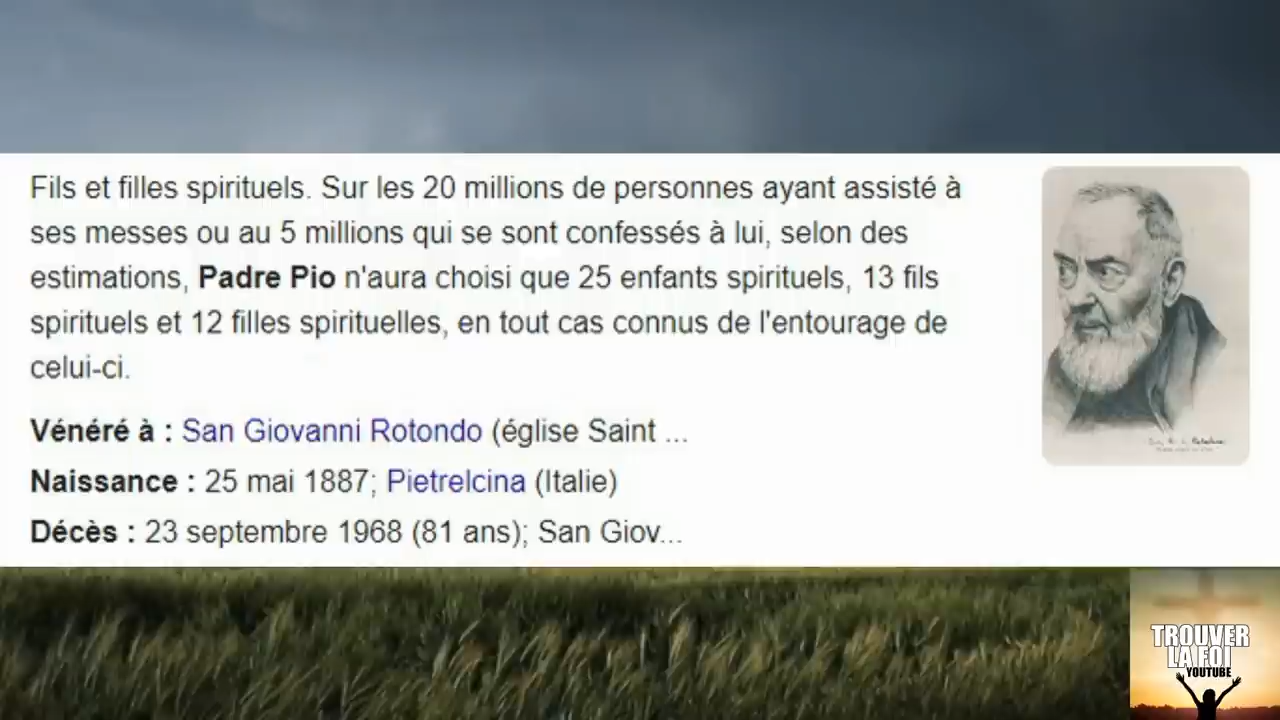 Fils et filles spirituels. Sur les 20 millions de personnes ayant assisté à
ses messes ou au 5 millions qui se sont confessés à lui, selon des
estimations, Padre Pio n'aura choisi que 25 enfants spirituels, 13 fils
spirituels et 12 filles spirituelles, en tout cas connus de l'entourage de
celui-ci.
Vénéré à : San Giovanni Rotondo (église Saint ...
Naissance : 25 mai 1887; Pietrelcina (Italie)
Décès : 23 septembre 1968 (81 ans); San Giov...
TROUVER
LA FOI
YOUTUBE